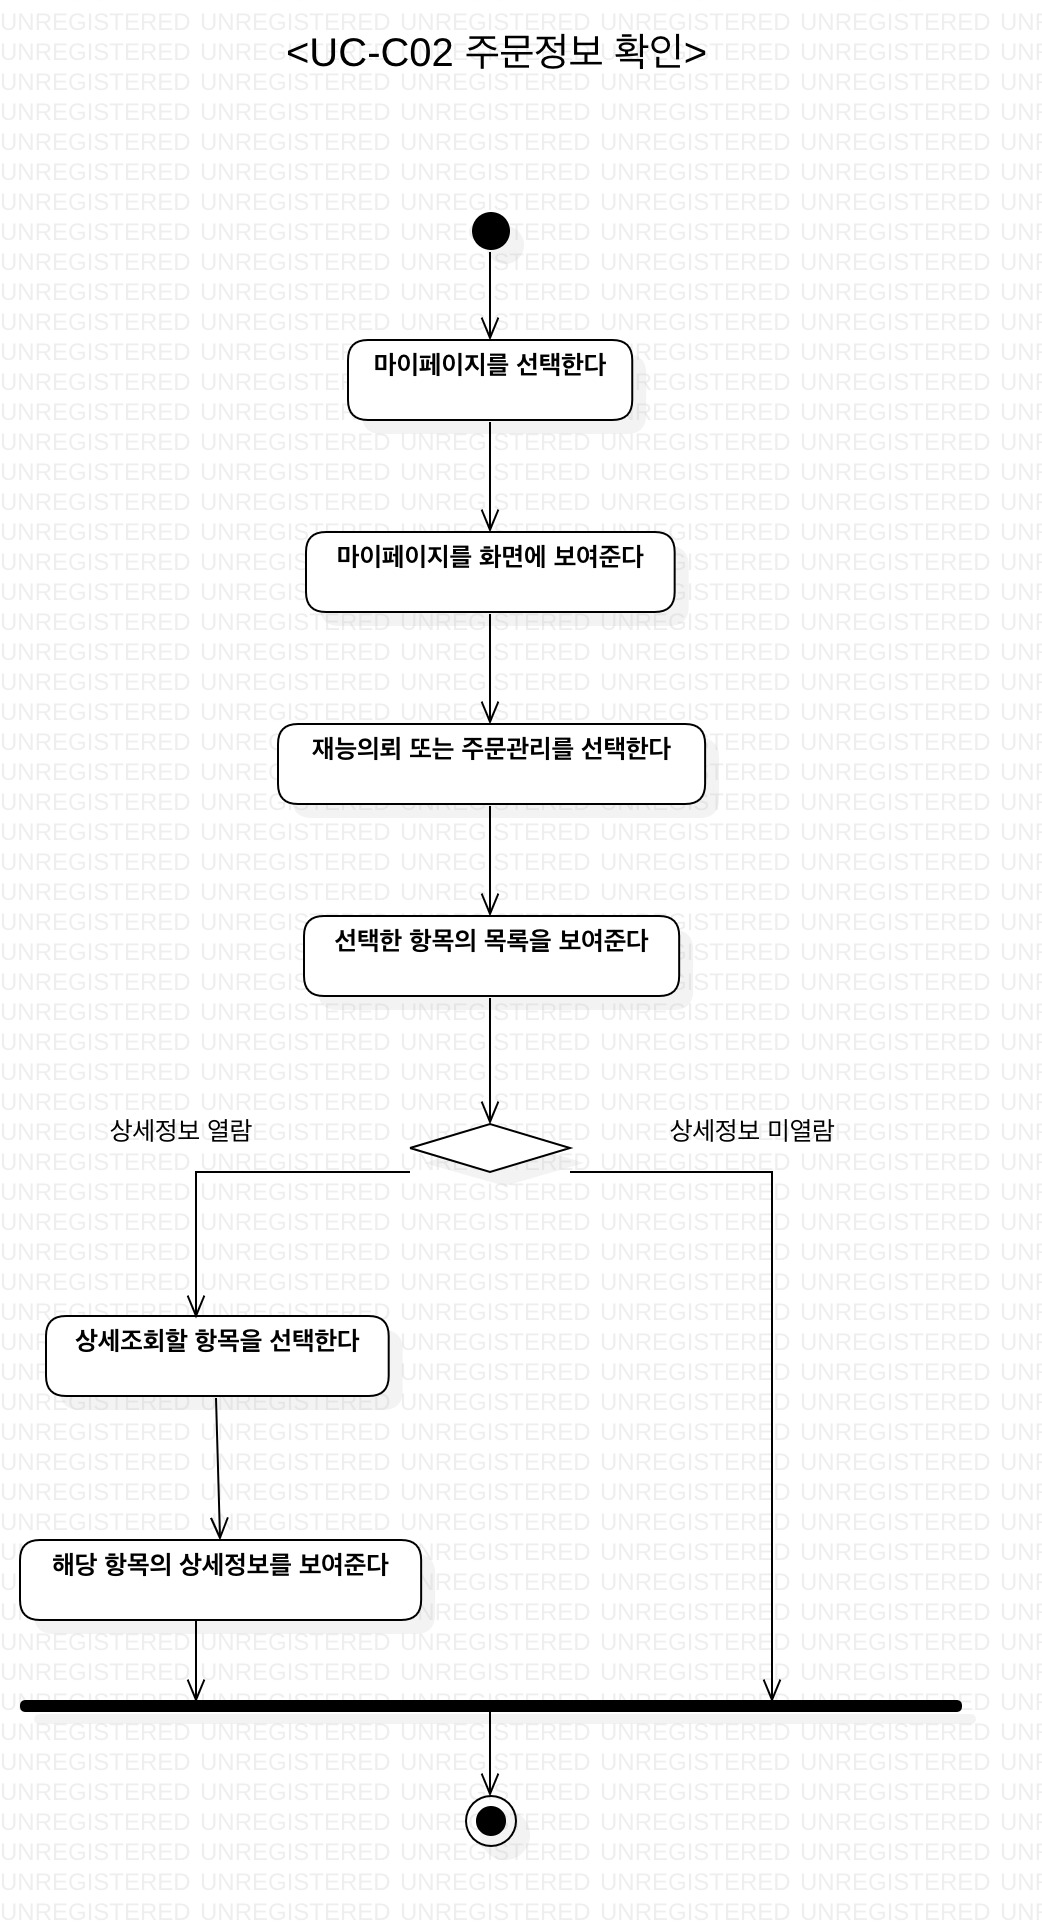 <UC-C02 주문정보 확인>
마이페이지를 선택한다
마이페이지를 화면에 보여준다
재능의뢰 또는 주문관리를 선택한다
선택한 항목의 목록을 보여준다
상세정보 열람
상세정보 미열람
상세조회할 항목을 선택한다
해당 항목의 상세정보를 보여준다
UNREGISTERED